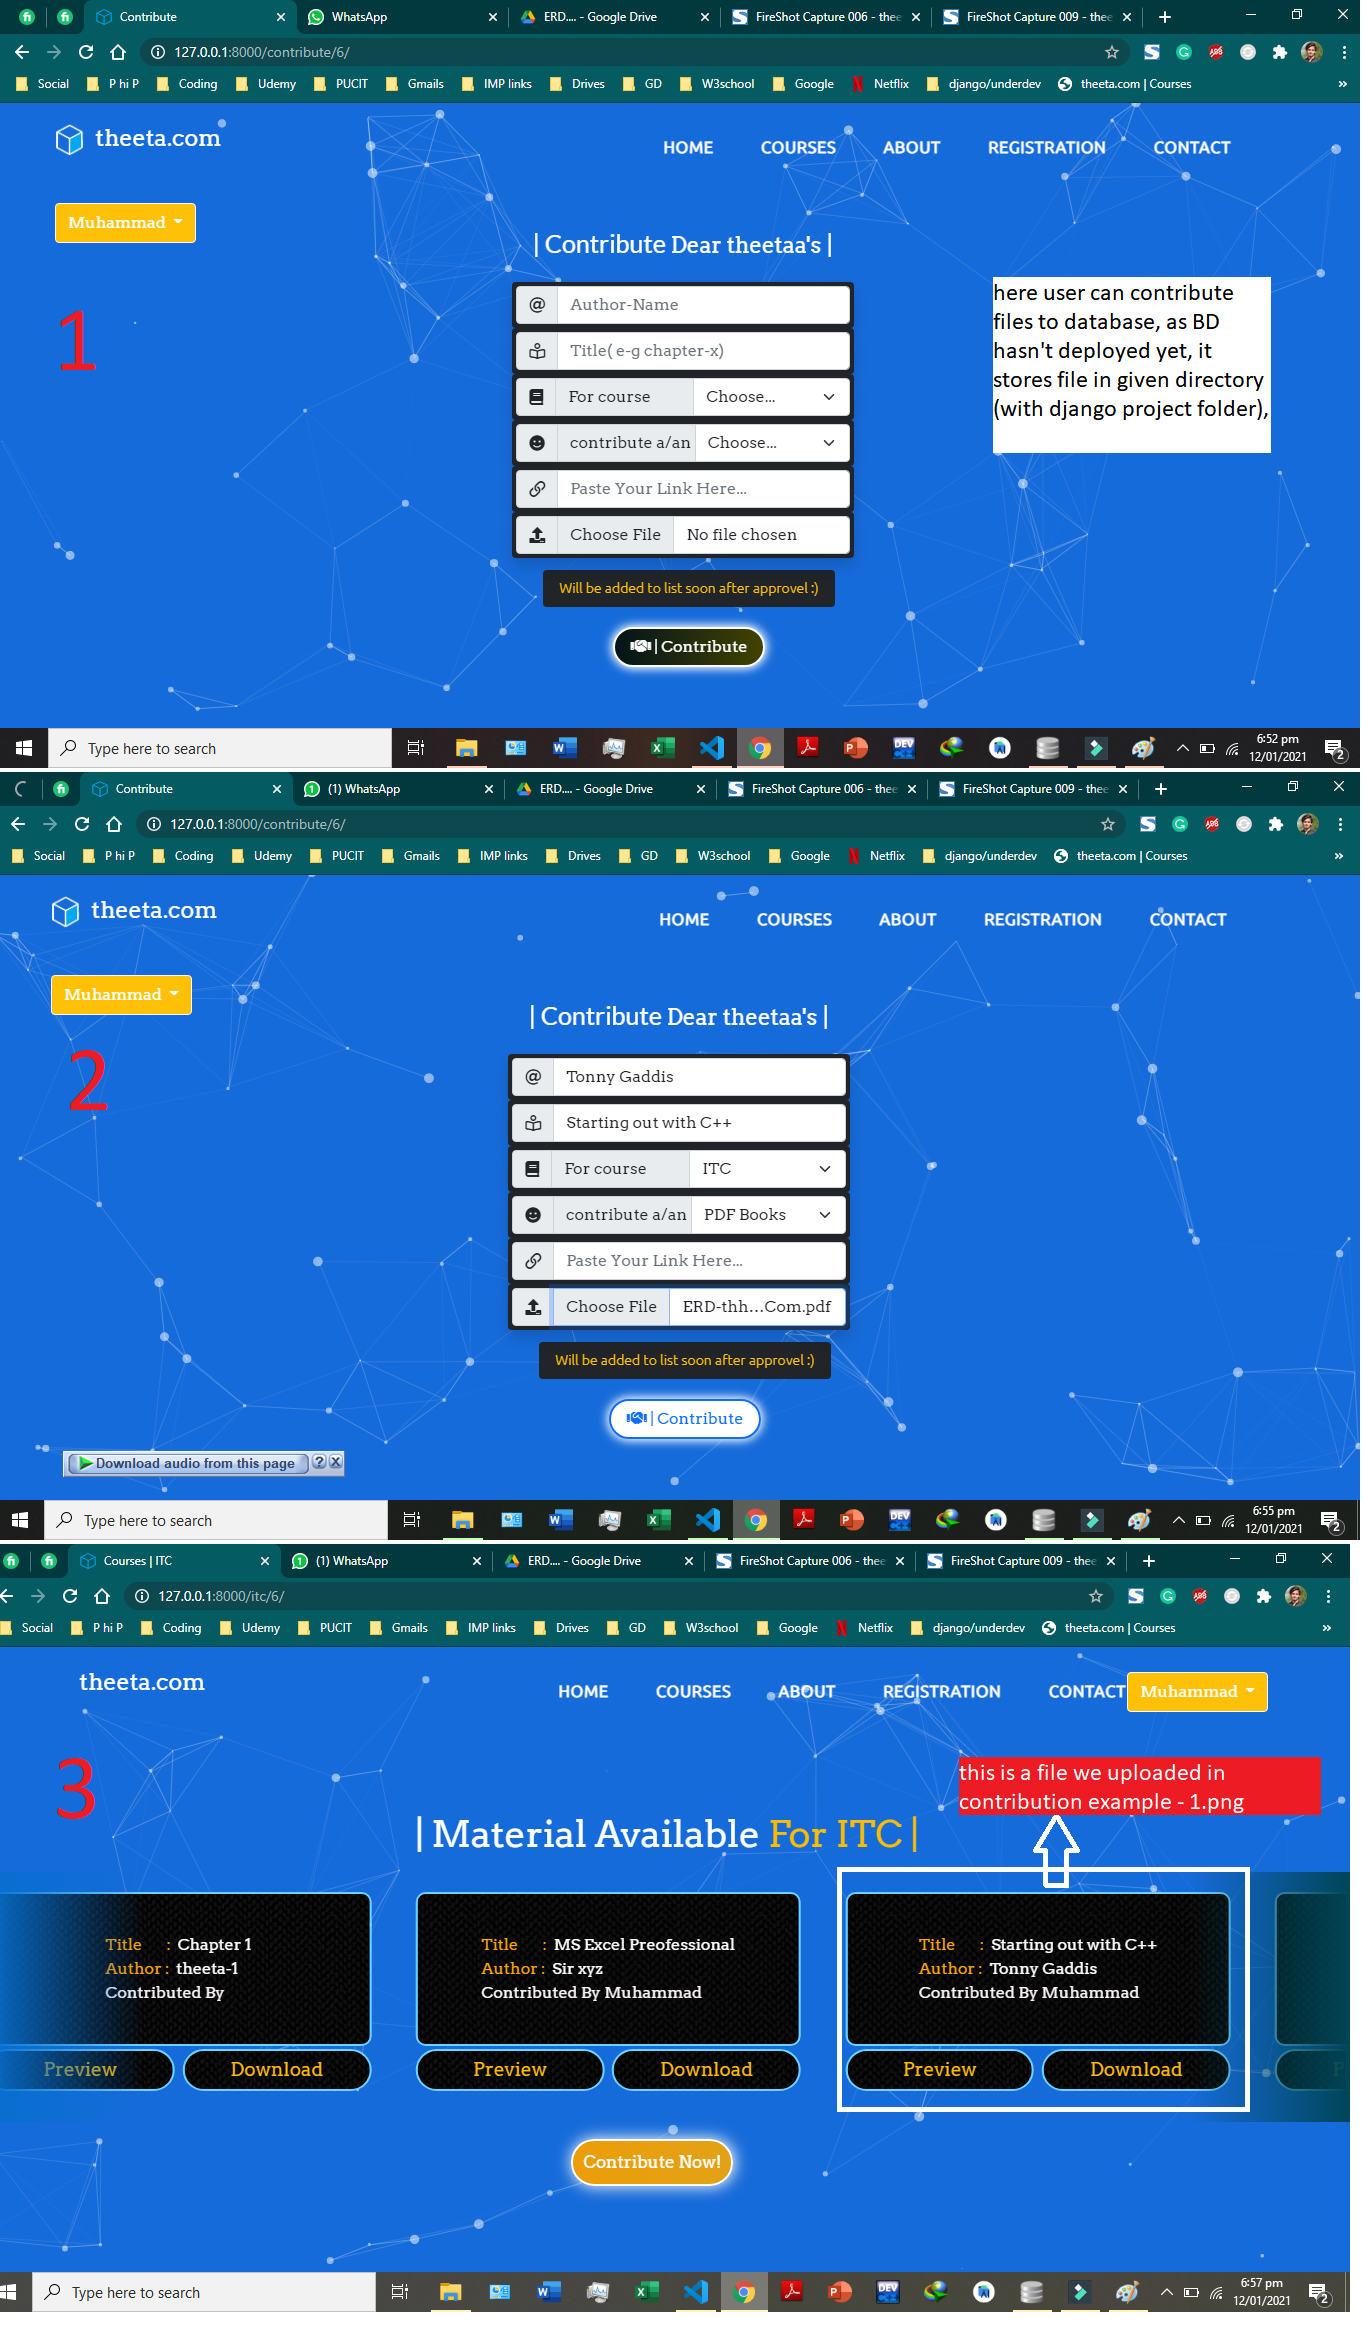 Contribute
WhatsApp
ERD.... - Google Drive
FireShot Capture 006 - thee
FireShot Capture 009 - thee
127.0.0.1:8000/contribute/6/
Social P hi P Coding Udemy PUCIT Gmails IMP links Drives GD W3school Google Netflix django/underdev theeta.com | Courses »
theeta.com HOME COURSES ABOUT REGISTRATION CONTACT
Muhammad
| Contribute Dear theetaa's |
1
here user can contribute
files to database, as BD
hasn't deployed yet, it
stores file in given directory
(with django project folder),
@ Author-Name
Title( e-g chapter-x)
For course Choose...
contribute a/an Choose...
Paste Your Link Here...
Choose File No file chosen
Will be added to list soon after approvel :)
| Contribute
Type here to search
6:52 pm
12/01/2021
2
Contribute
(1) WhatsApp
ERD.... - Google Drive
FireShot Capture 006 - thee
FireShot Capture 009 - thee
127.0.0.1:8000/contribute/6/
Social P hi P Coding Udemy PUCIT Gmails IMP links Drives GD W3school Google Netflix django/underdev theeta.com | Courses »
theeta.com HOME COURSES ABOUT REGISTRATION CONTACT
Muhammad
| Contribute Dear theetaa's |
2
@ Tonny Gaddis
Starting out with C++
For course ITC
contribute a/an PDF Books
Paste Your Link Here...
Choose File ERD-thh...Com.pdf
Will be added to list soon after approvel :)
| Contribute
Download audio from this page ? X
Type here to search
6:55 pm
12/01/2021
2
Courses | ITC
(1) WhatsApp
ERD.... - Google Drive
FireShot Capture 006 - thee
FireShot Capture 009 - thee
127.0.0.1:8000/itc/6/
Social P hi P Coding Udemy PUCIT Gmails IMP links Drives GD W3school Google Netflix django/underdev theeta.com | Courses »
theeta.com HOME COURSES ABOUT REGISTRATION CONTACT Muhammad
3
this is a file we uploaded in
contribution example - 1.png
| Material Available For ITC |
Title : Chapter 1
Author : theeta-1
Contributed By
Preview Download
Title : MS Excel Preofessional
Author : Sir xyz
Contributed By Muhammad
Preview Download
Title : Starting out with C++
Author : Tonny Gaddis
Contributed By Muhammad
Preview Download
Contribute Now!
Type here to search
6:57 pm
12/01/2021
2